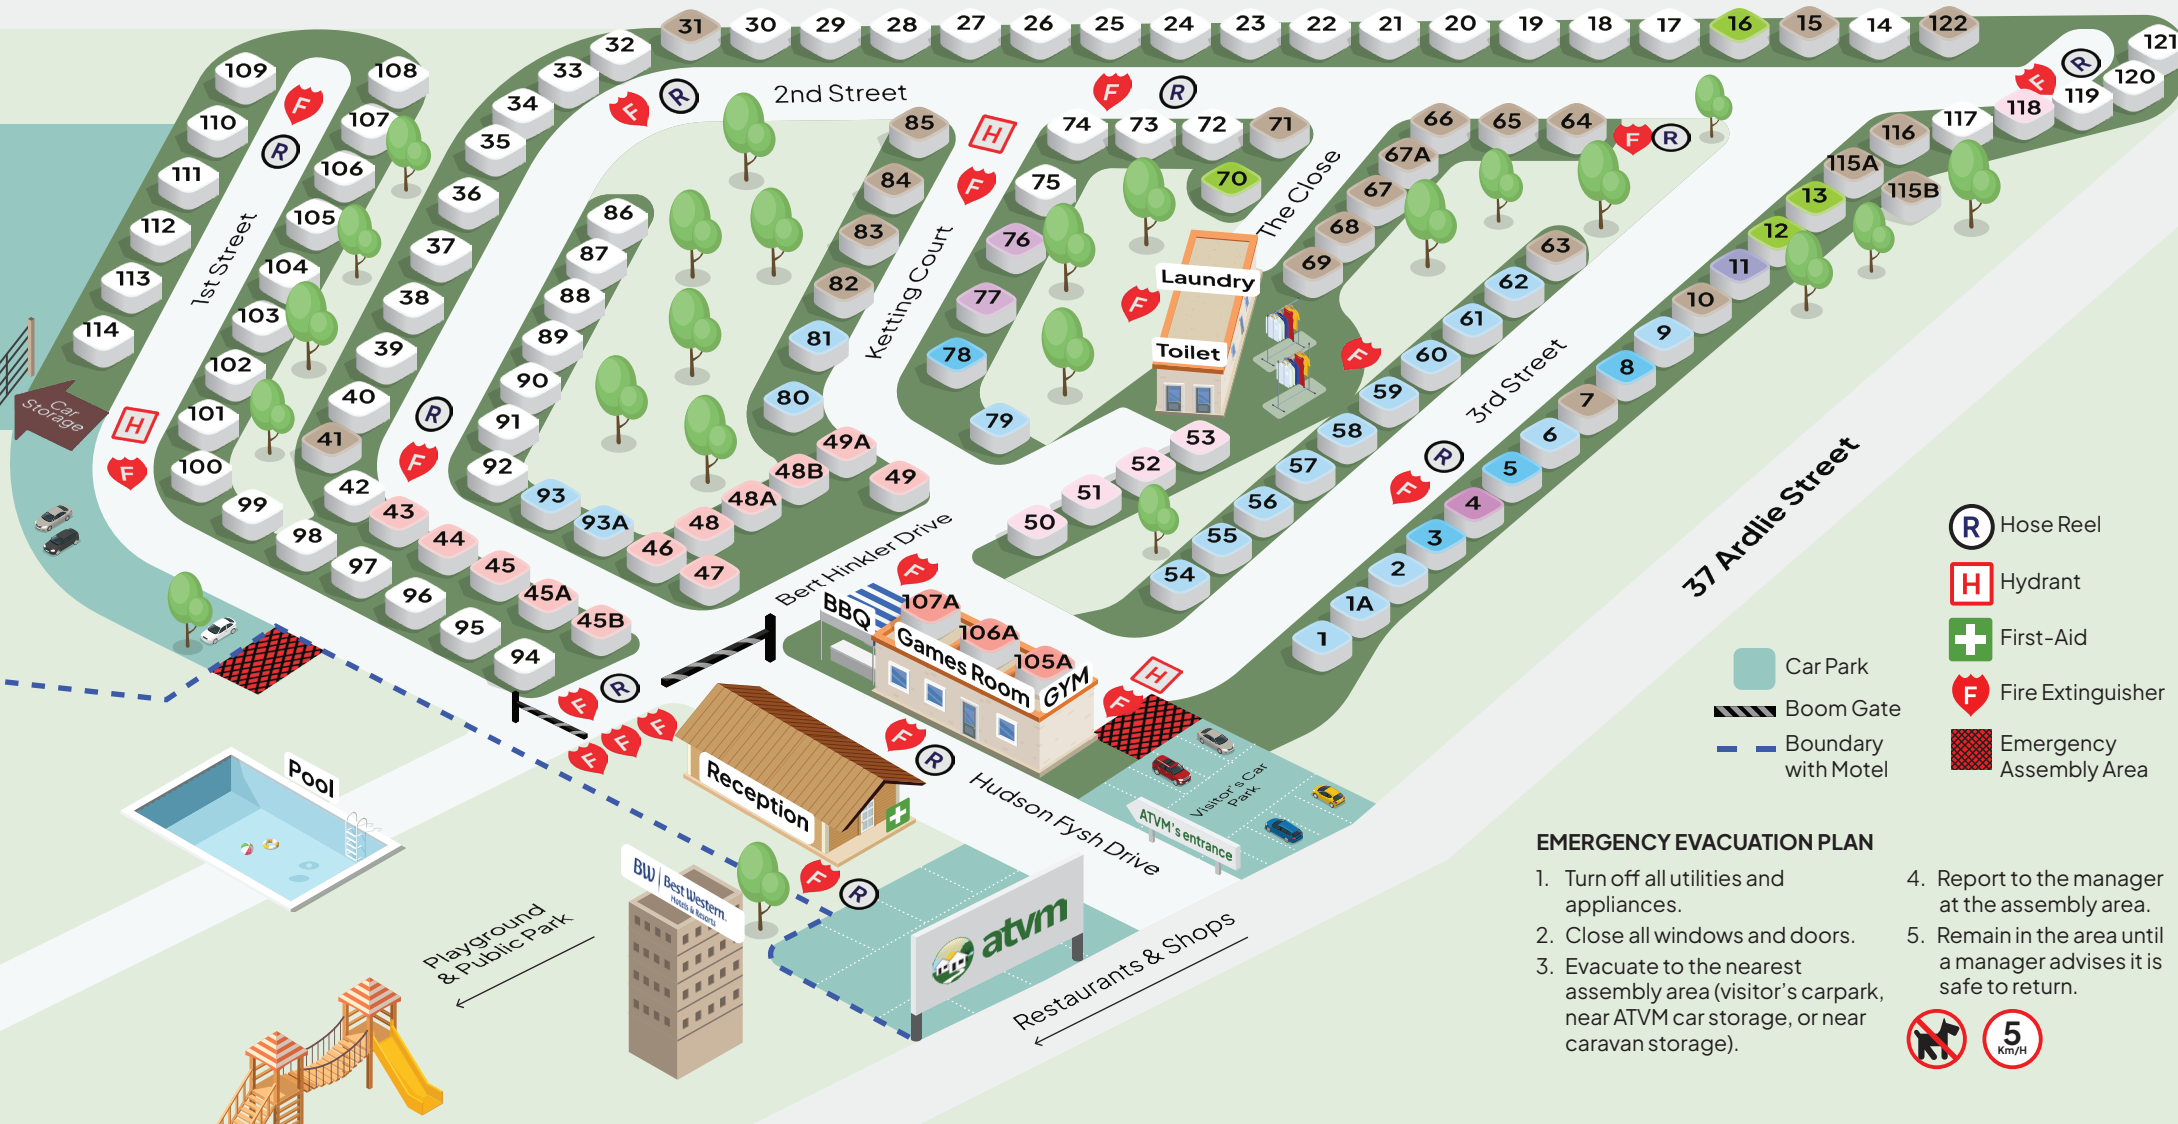 31 30 29 28 27 26 25 24 23 22 21 20 19 18 17 16 15 14 122
121
120
119
118
117
116
115A
115B
13
12
11
10
9
8
7
6
5
4
3
2
1A
1
32
33
34
35
36
37
38
39
40
41
42
43
44
45
45A
45B
109
110
111
112
113
114
108
107
106
105
104
103
102
101
100
99
98
97
96
95
94
86
87
88
89
90
91
92
93
93A
46
47
48
48A
48B
49A
49
85
84
83
82
81
80
74 73 72 71
75
70
76
77
78
79
66 65 64
67A
67
68
69
63
62
61
60
59
58
57
56
55
54
53
52
51
50
107A
106A
105A
1st Street
2nd Street
Ketting Court
The Close
3rd Street
Bert Hinkler Drive
Hudson Fysh Drive
37 Ardlie Street
F
R
F
R
F
R
H
F
F
R
F
R
H
F
R
F
F
F
R
F
F
H
F
R
F
F
F
F
R
F
R
Car
Storage
Laundry
Toilet
BBQ
Games Room
GYM
Reception
Pool
Visitor's Car
Park
ATVM's entrance
BW Best Western.
Hotels & Resorts
atvm
Playground
& Public Park
Restaurants & Shops
Car Park
Boom Gate
Boundary
with Motel
R Hose Reel
H Hydrant
First-Aid
F Fire Extinguisher
Emergency
Assembly Area
EMERGENCY EVACUATION PLAN
1. Turn off all utilities and
appliances.
2. Close all windows and doors.
3. Evacuate to the nearest
assembly area (visitor's carpark,
near ATVM car storage, or near
caravan storage).
4. Report to the manager
at the assembly area.
5. Remain in the area until
a manager advises it is
safe to return.
5
Km/H